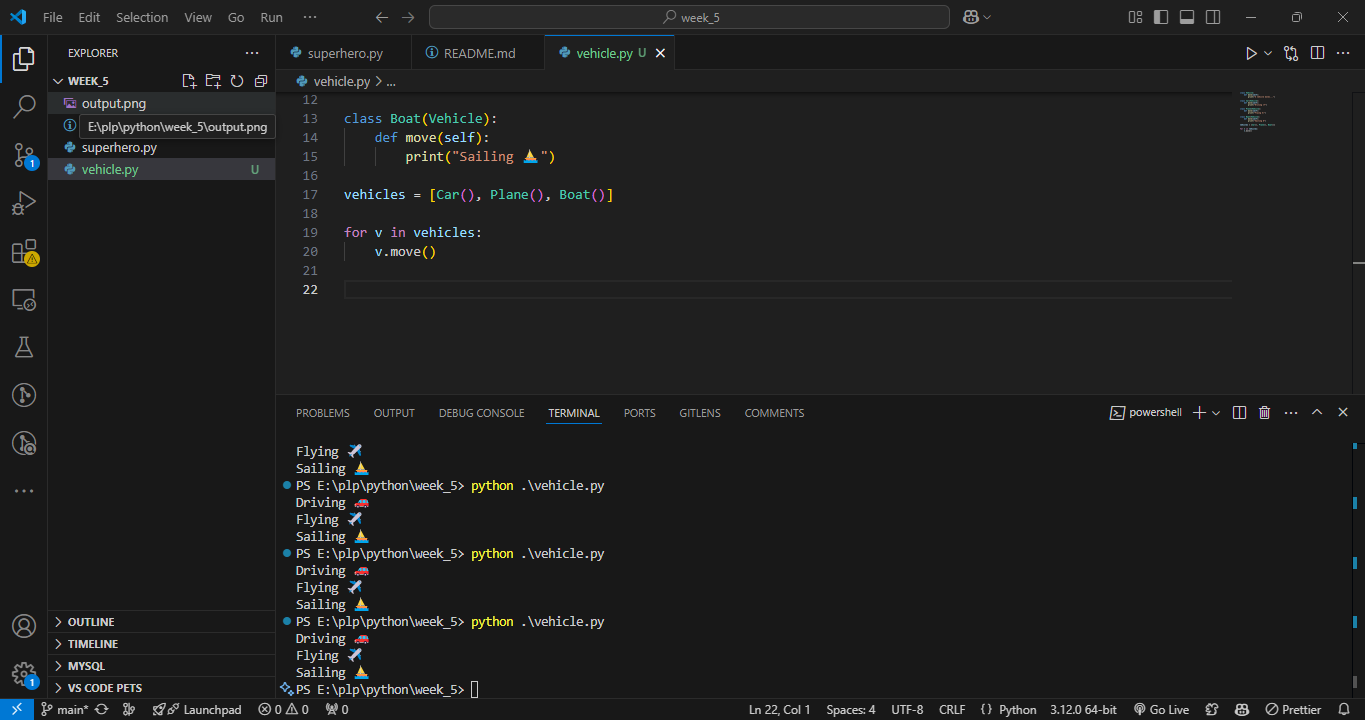 File Edit Selection View Go Run ··· week_5
EXPLORER ···
WEEK_5
output.png
E:\plp\python\week_5\output.png
superhero.py
vehicle.py U
OUTLINE
TIMELINE
MYSQL
VS CODE PETS
superhero.py README.md vehicle.py U
vehicle.py > ...
12
13 class Boat(Vehicle):
14 def move(self):
15 print("Sailing ⛵")
16
17 vehicles = [Car(), Plane(), Boat()]
18
19 for v in vehicles:
20 v.move()
21
22
PROBLEMS OUTPUT DEBUG CONSOLE TERMINAL PORTS GITLENS COMMENTS powershell
Flying ✈️
Sailing ⛵
PS E:\plp\python\week_5> python .\vehicle.py
Driving 🚗
Flying ✈️
Sailing ⛵
PS E:\plp\python\week_5> python .\vehicle.py
Driving 🚗
Flying ✈️
Sailing ⛵
PS E:\plp\python\week_5> python .\vehicle.py
Driving 🚗
Flying ✈️
Sailing ⛵
PS E:\plp\python\week_5>
1
1
main* Launchpad 0 0 0 Ln 22, Col 1 Spaces: 4 UTF-8 CRLF {} Python 3.12.0 64-bit Go Live Prettier